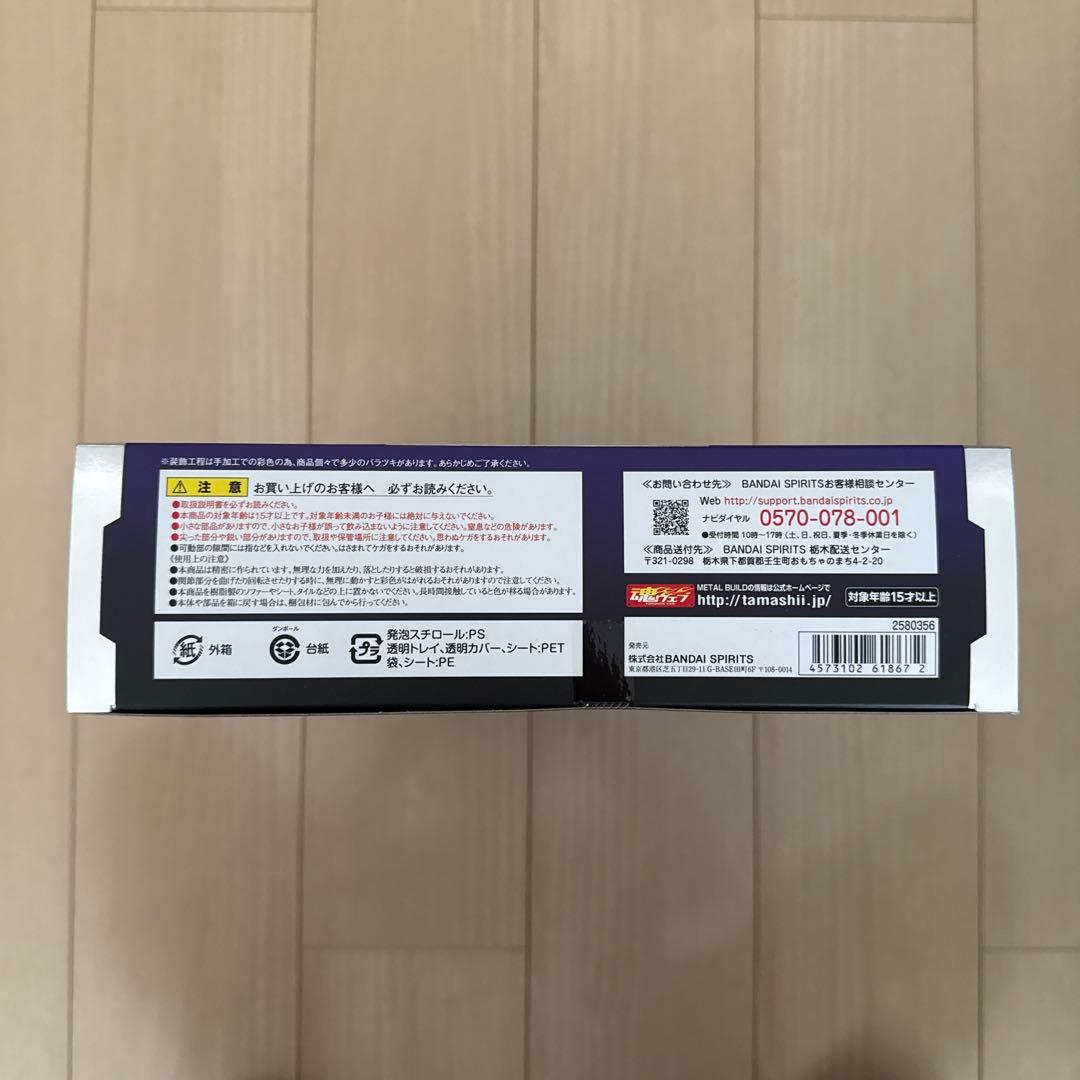 ※装飾工程は手加工での彩色の為、商品個々で多少のバラツキがあります。あらかじめご了承ください。
注意 お買い上げのお客様へ 必ずお読みください。
●取扱説明書を必ずお読みください。
●本商品の対象年齢は15才以上です。対象年齢未満のお子様には絶対に与えないでください。
●小さな部品がありますので、小さなお子様が誤って飲み込まないように注意してください。窒息などの危険があります。
●尖った部分や鋭い部分がありますので、取扱や保管場所に注意してください。思わぬケガをするおそれがあります。
●可動部の隙間には指などを入れないでください。はさまれてケガをするおそれがあります。
〈使用上の注意〉
●本商品は精密に作られています。無理な力を加えたり、落としたりすると破損するおそれがあります。
●関節部分を曲げたり回転させたりする時に、無理に動かすと彩色がはがれるおそれがありますので注意してください。
●本商品を樹脂製のソファーやシート、タイルなどの上に置かないでください。長時間接触していると色が移る場合があります。
●本体や部品を箱に戻す場合は、梱包材に包んでから行ってください。
紙 外箱
ダンボール 台紙
プラ
発泡スチロール:PS
透明トレイ、透明カバー、シート:PET
袋、シート:PE
≪お問い合わせ先≫ BANDAI SPIRITSお客様相談センター
Web http://support.bandaispirits.co.jp
ナビダイヤル 0570-078-001
●受付時間 10時〜17時(土、日、祝日、夏季・冬季休業日を除く)
≪商品送付先≫ BANDAI SPIRITS 栃木配送センター
〒321-0298 栃木県下都賀郡壬生町おもちゃのまち4-2-20
魂ウェブ
METAL BUILDの情報は公式ホームページで
http://tamashii.jp/
対象年齢15才以上
2580356
発売元
株式会社BANDAI SPIRITS
東京都港区芝五丁目29-11 G-BASE田町6F 〒108-0014
4573102 61867 2